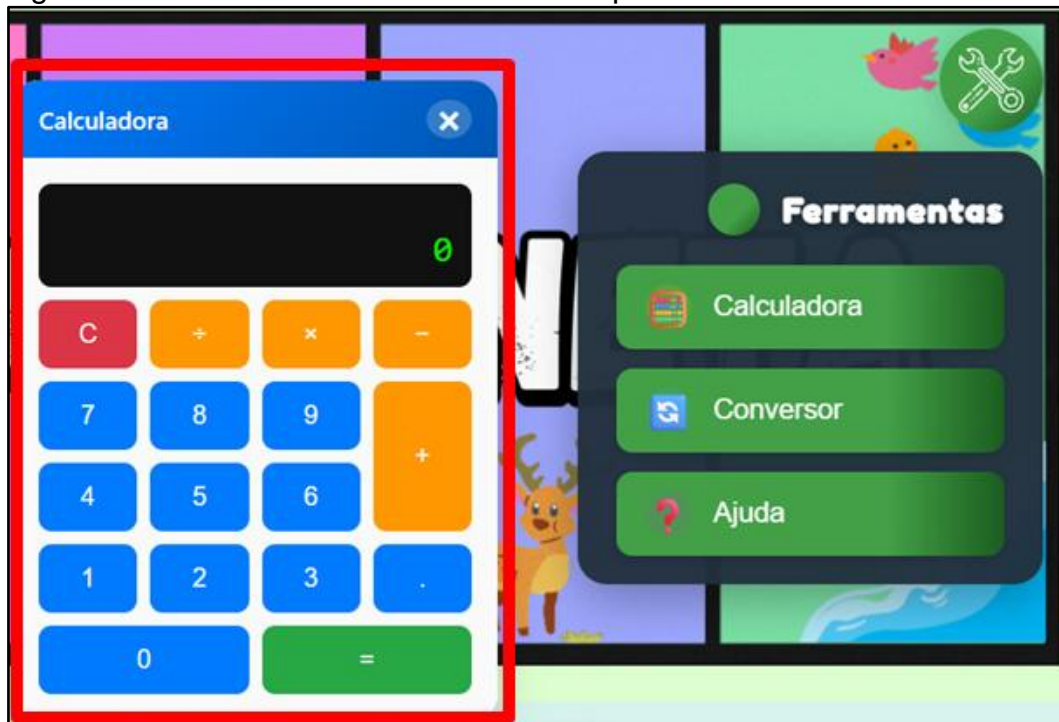 Calculadora
0
C ÷ × −
7 8 9
+
4 5 6
1 2 3 .
0 =
Ferramentas
Calculadora
Conversor
Ajuda